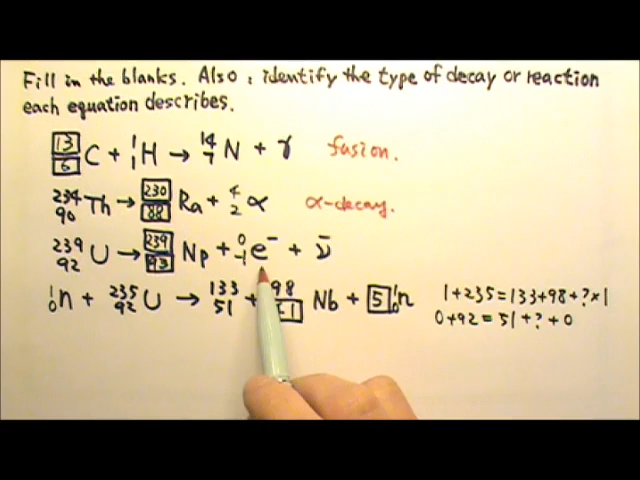 Fill in the blanks. Also, identify the type of decay or reaction
each equation describes.
13 6 C + 1 1 H → 14 7 N + γ fusion.
234 90 Th → 230 88 Ra + 4 2 α α-decay.
239 92 U → 239 93 Np + 0 -1 e⁻ + ν̄
1 0 n + 235 92 U → 133 51 + 98 Nb + 5 1 0 n 1+235=133+98+?×1
0+92=51+?+0